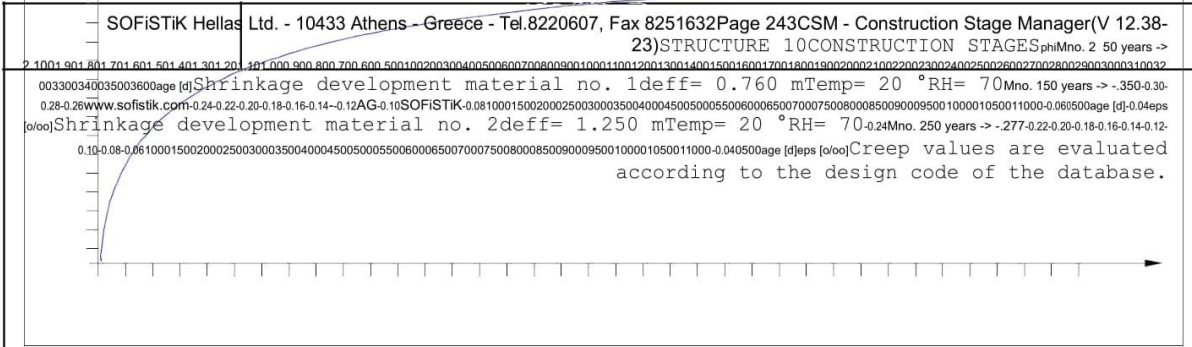 SOFiSTiK Hellas Ltd. - 10433 Athens - Greece - Tel.8220607, Fax 8251632Page 243CSM - Construction Stage Manager(V 12.38-
23)STRUCTURE 10CONSTRUCTION STAGESphiMno. 2 50 years ->
2.1001.901.801.701.601.501.401.301.201.101.000.900.800.700.600.500100200300400500600700800900100011001200130014001500160017001800190020002100220023002400250026002700280029003000310032
003300340035003600age [d]Shrinkage development material no. 1deff= 0.760 mTemp= 20 °RH= 70Mno. 150 years -> -.350-0.30-
0.28-0.26www.sofistik.com-0.24-0.22-0.20-0.18-0.16-0.14--0.12AG-0.10SOFiSTiK-0.08100015002000250030003500400045005000550060006500700075008000850090009500100001050011000-0.060500age [d]-0.04eps
[o/oo]Shrinkage development material no. 2deff= 1.250 mTemp= 20 °RH= 70-0.24Mno. 250 years -> -.277-0.22-0.20-0.18-0.16-0.14-0.12-
0.10-0.08-0.06100015002000250030003500400045005000550060006500700075008000850090009500100001050011000-0.040500age [d]eps [o/oo]Creep values are evaluated
according to the design code of the database.